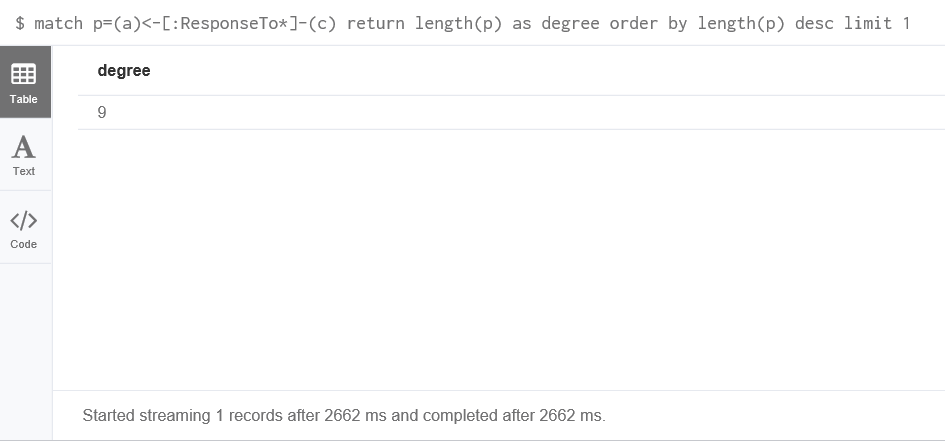 $ match p=(a)<-[:ResponseTo*]-(c) return length(p) as degree order by length(p) desc limit 1
degree
9
Table
A
Text
</>
Code
Started streaming 1 records after 2662 ms and completed after 2662 ms.